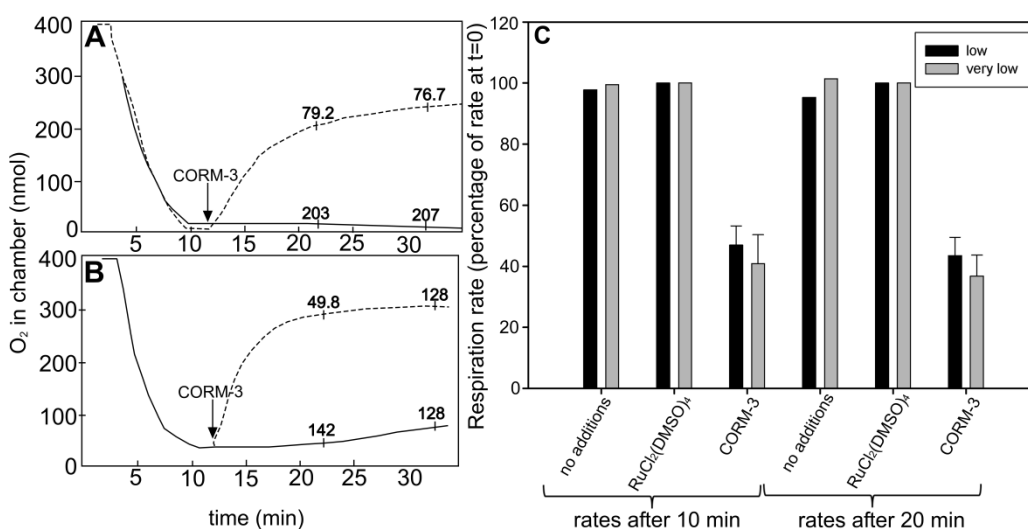 A
O₂ in chamber (nmol)
400
300
200
100
0
CORM-3
79.2
76.7
203
207
5
10
15
20
25
30
B
400
300
200
100
0
CORM-3
49.8
128
142
128
5
10
15
20
25
30
time (min)
C
Respiration rate (percentage of rate at t=0)
120
100
80
60
40
20
0
low
very low
no additions
RuCl₂(DMSO)₄
CORM-3
no additions
RuCl₂(DMSO)₄
CORM-3
rates after 10 min
rates after 20 min